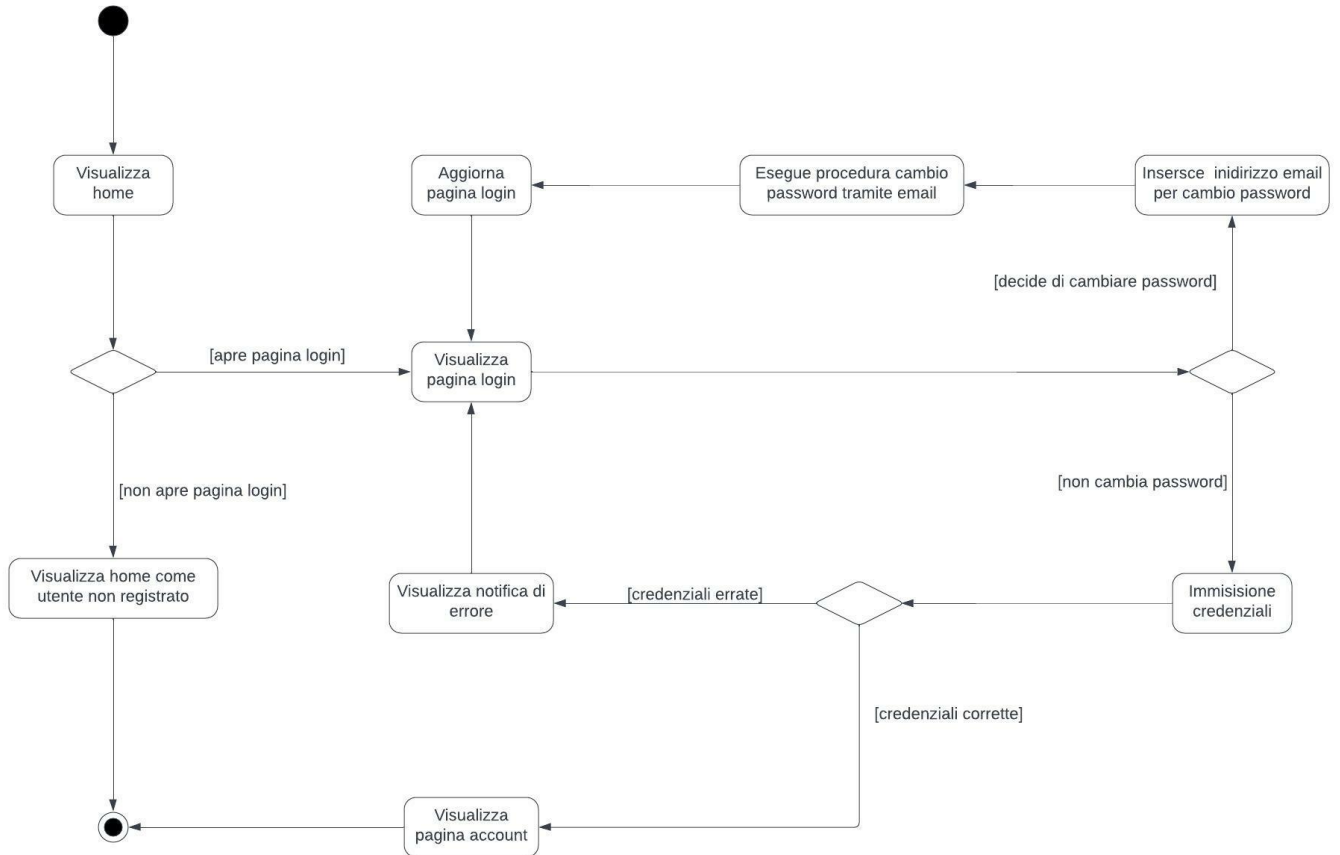 Visualizza
home
Aggiorna
pagina login
Esegue procedura cambio
password tramite email
Insersce  inidirizzo email
per cambio password
[decide di cambiare password]
[apre pagina login]
Visualizza
pagina login
[non apre pagina login]
[non cambia password]
Visualizza home come
utente non registrato
Visualizza notifica di
errore
[credenziali errate]
Immisisione
credenziali
[credenziali corrette]
Visualizza
pagina account